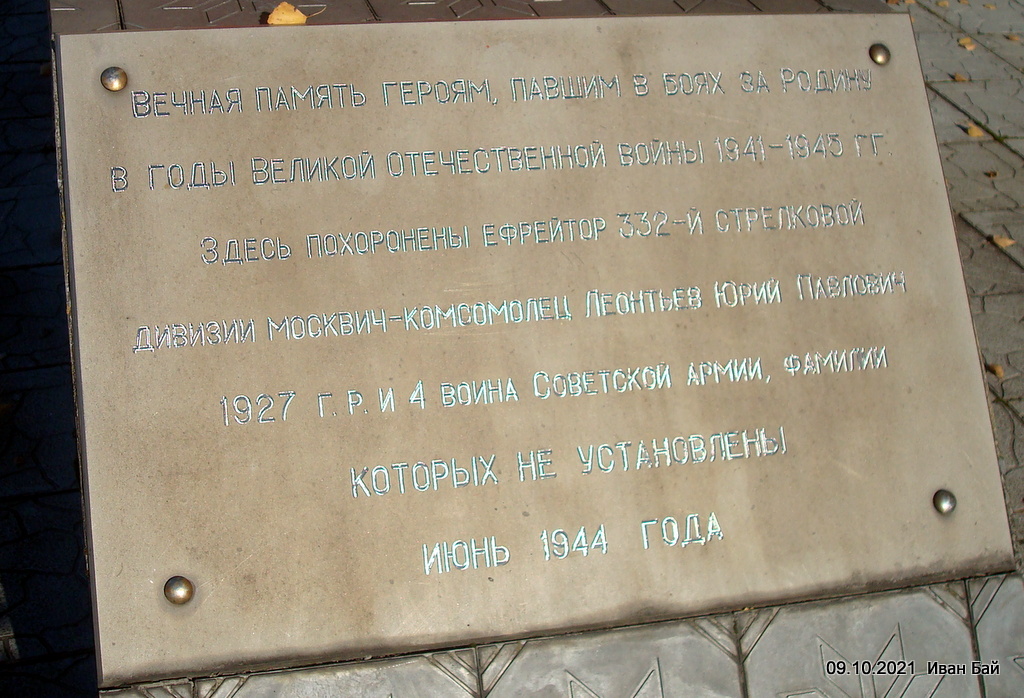 Вечная память героям, павшим в боях за Родину
в годы Великой Отечественной войны 1941-1945 гг.
Здесь похоронены ефрейтор 332-й стрелковой
дивизии москвич-комсомолец Леонтьев Юрий Павлович
1927 г.р. и 4 воина Советской Армии, фамилии
которых не установлены
июнь 1944 года
09.10.2021 Иван Бай